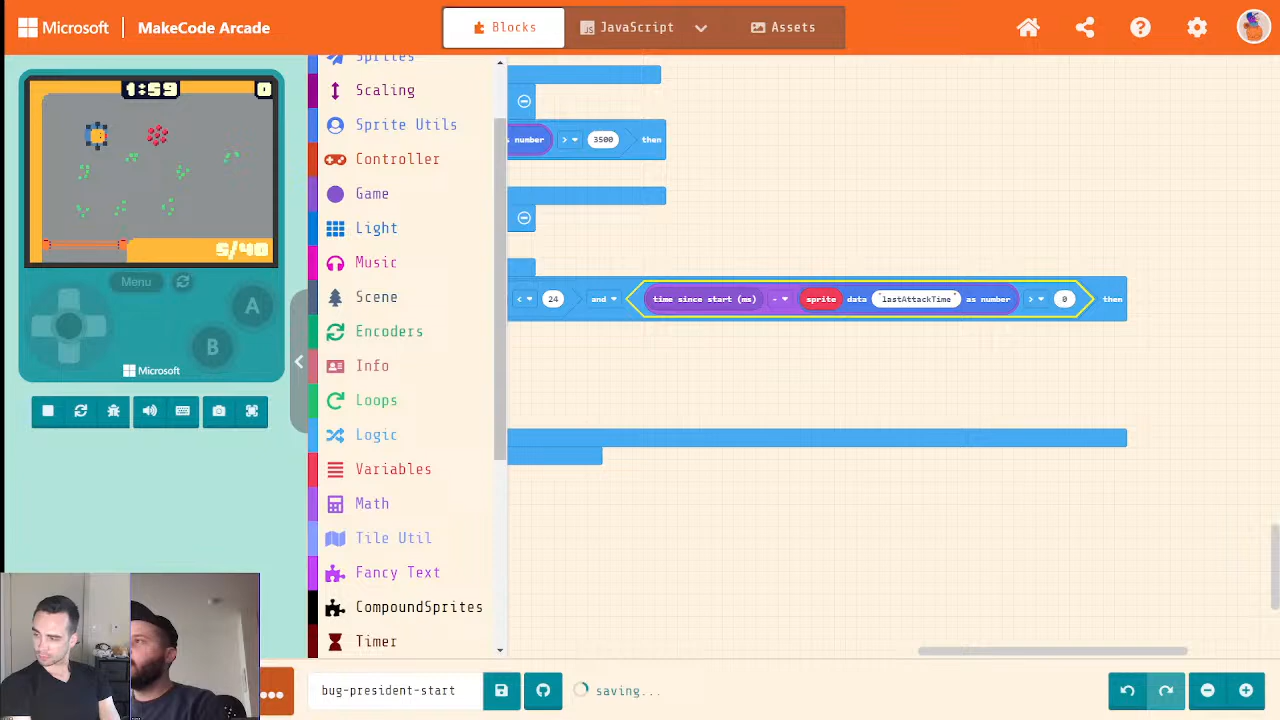 Microsoft
MakeCode Arcade
Blocks
JavaScript
Assets
1:59
0
5/40
Menu
A
B
Microsoft
Sprites
Scaling
Sprite Utils
Controller
Game
Light
Music
Scene
Encoders
Info
Loops
Logic
Variables
Math
Tile Util
Fancy Text
CompoundSprites
Timer
number > 3500 then
< 24 and time since start (ms) - sprite data "lastAttackTime" as number > 0 then
bug-president-start
saving...